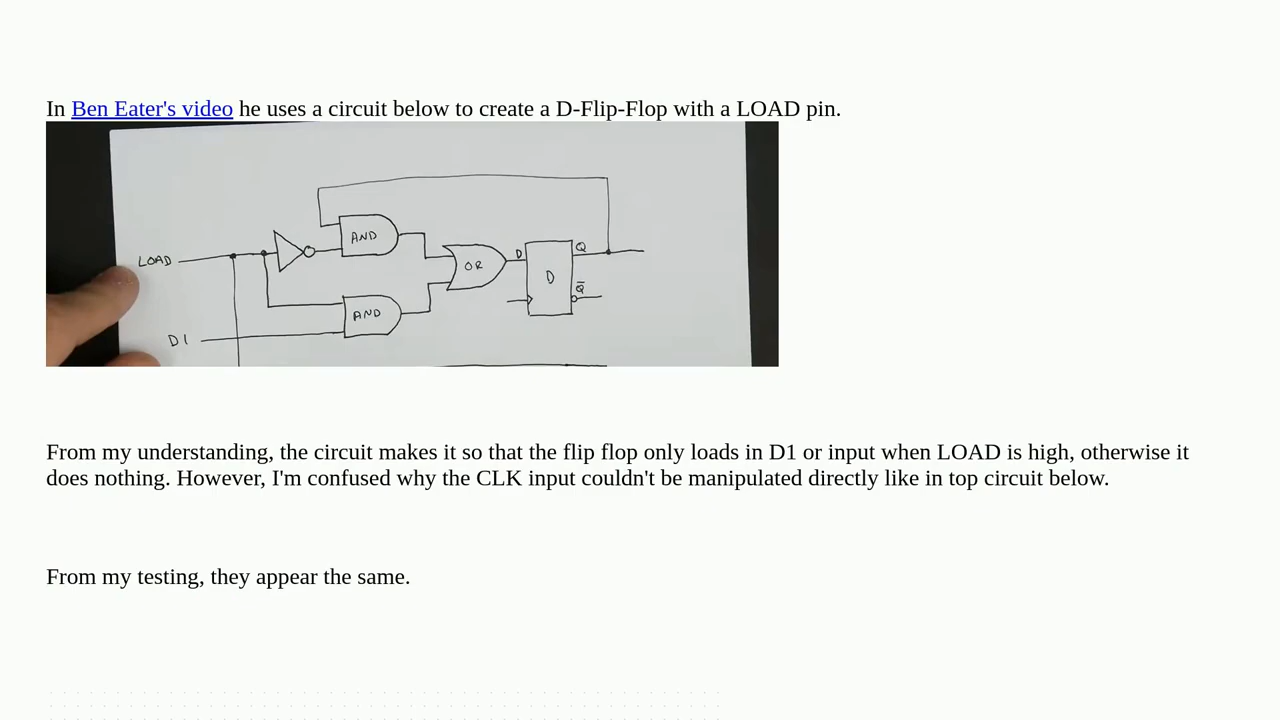 In Ben Eater's video he uses a circuit below to create a D-Flip-Flop with a LOAD pin.
LOAD
AND
OR
D
Q
D
Q̅
AND
D1
From my understanding, the circuit makes it so that the flip flop only loads in D1 or input when LOAD is high, otherwise it
does nothing. However, I'm confused why the CLK input couldn't be manipulated directly like in top circuit below.
From my testing, they appear the same.